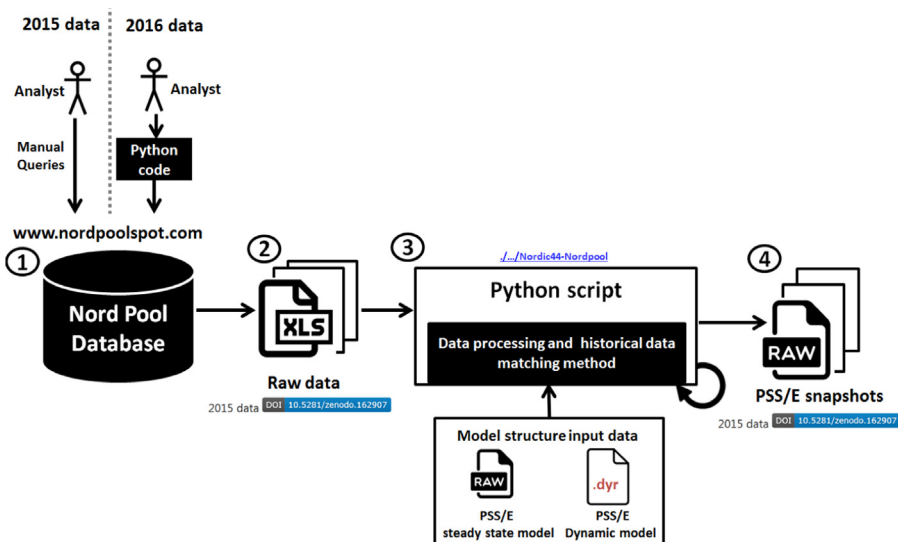 2015 data
2016 data
Analyst
Analyst
Manual
Queries
Python
code
www.nordpoolspot.com
1
2
3
4
Nord Pool
Database
XLS
Raw data
2015 data DOI 10.5281/zenodo.162907
./.../Nordic44-Nordpool
Python script
Data processing and historical data
matching method
Model structure input data
RAW
PSS/E
steady state model
.dyr
PSS/E
Dynamic model
RAW
PSS/E snapshots
2015 data DOI 10.5281/zenodo.162907